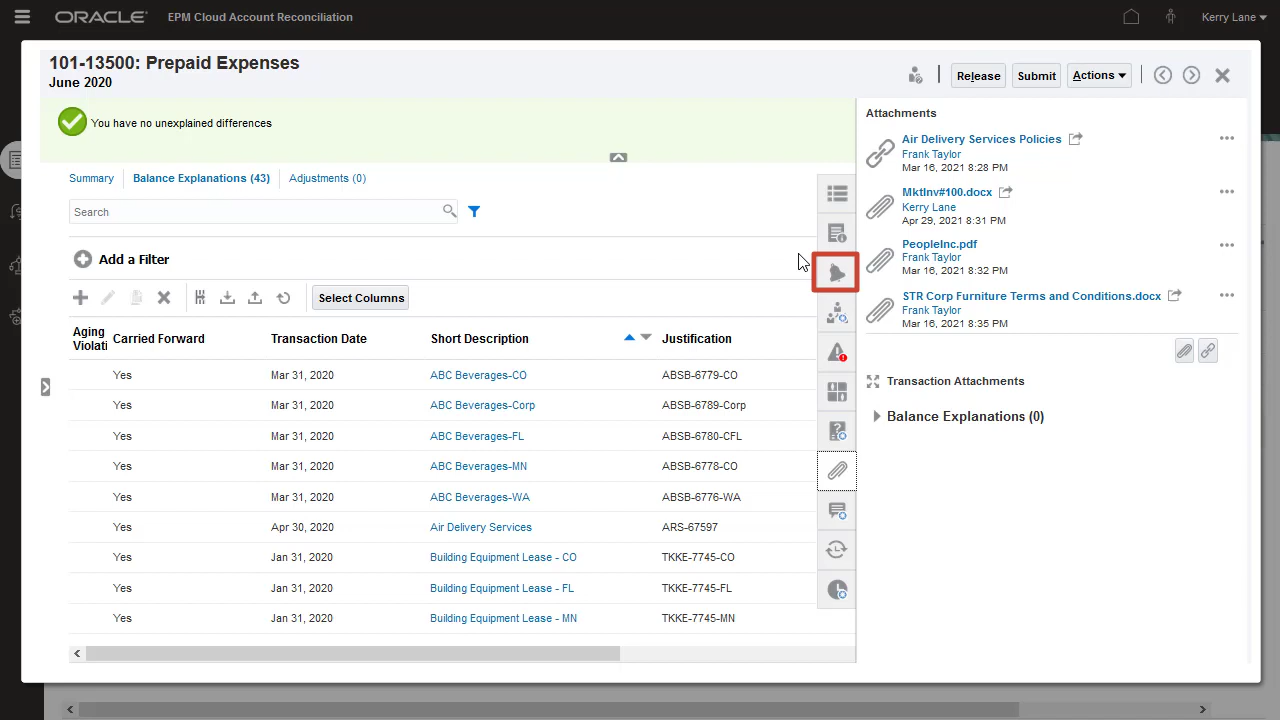 ORACLE® EPM Cloud Account Reconciliation Kerry Lane
101-13500: Prepaid Expenses
June 2020
Release Submit Actions
You have no unexplained differences
Summary Balance Explanations (43) Adjustments (0)
Search
Add a Filter
Select Columns
Aging Violati Carried Forward Transaction Date Short Description Justification
Yes Mar 31, 2020 ABC Beverages-CO ABSB-6779-CO
Yes Mar 31, 2020 ABC Beverages-Corp ABSB-6789-Corp
Yes Mar 31, 2020 ABC Beverages-FL ABSB-6780-CFL
Yes Mar 31, 2020 ABC Beverages-MN ABSB-6778-CO
Yes Mar 31, 2020 ABC Beverages-WA ABSB-6776-WA
Yes Apr 30, 2020 Air Delivery Services ARS-67597
Yes Jan 31, 2020 Building Equipment Lease - CO TKKE-7745-CO
Yes Jan 31, 2020 Building Equipment Lease - FL TKKE-7745-FL
Yes Jan 31, 2020 Building Equipment Lease - MN TKKE-7745-MN
Attachments
Air Delivery Services Policies
Frank Taylor
Mar 16, 2021 8:28 PM
MktInv#100.docx
Kerry Lane
Apr 29, 2021 8:31 PM
PeopleInc.pdf
Frank Taylor
Mar 16, 2021 8:32 PM
STR Corp Furniture Terms and Conditions.docx
Frank Taylor
Mar 16, 2021 8:35 PM
Transaction Attachments
Balance Explanations (0)